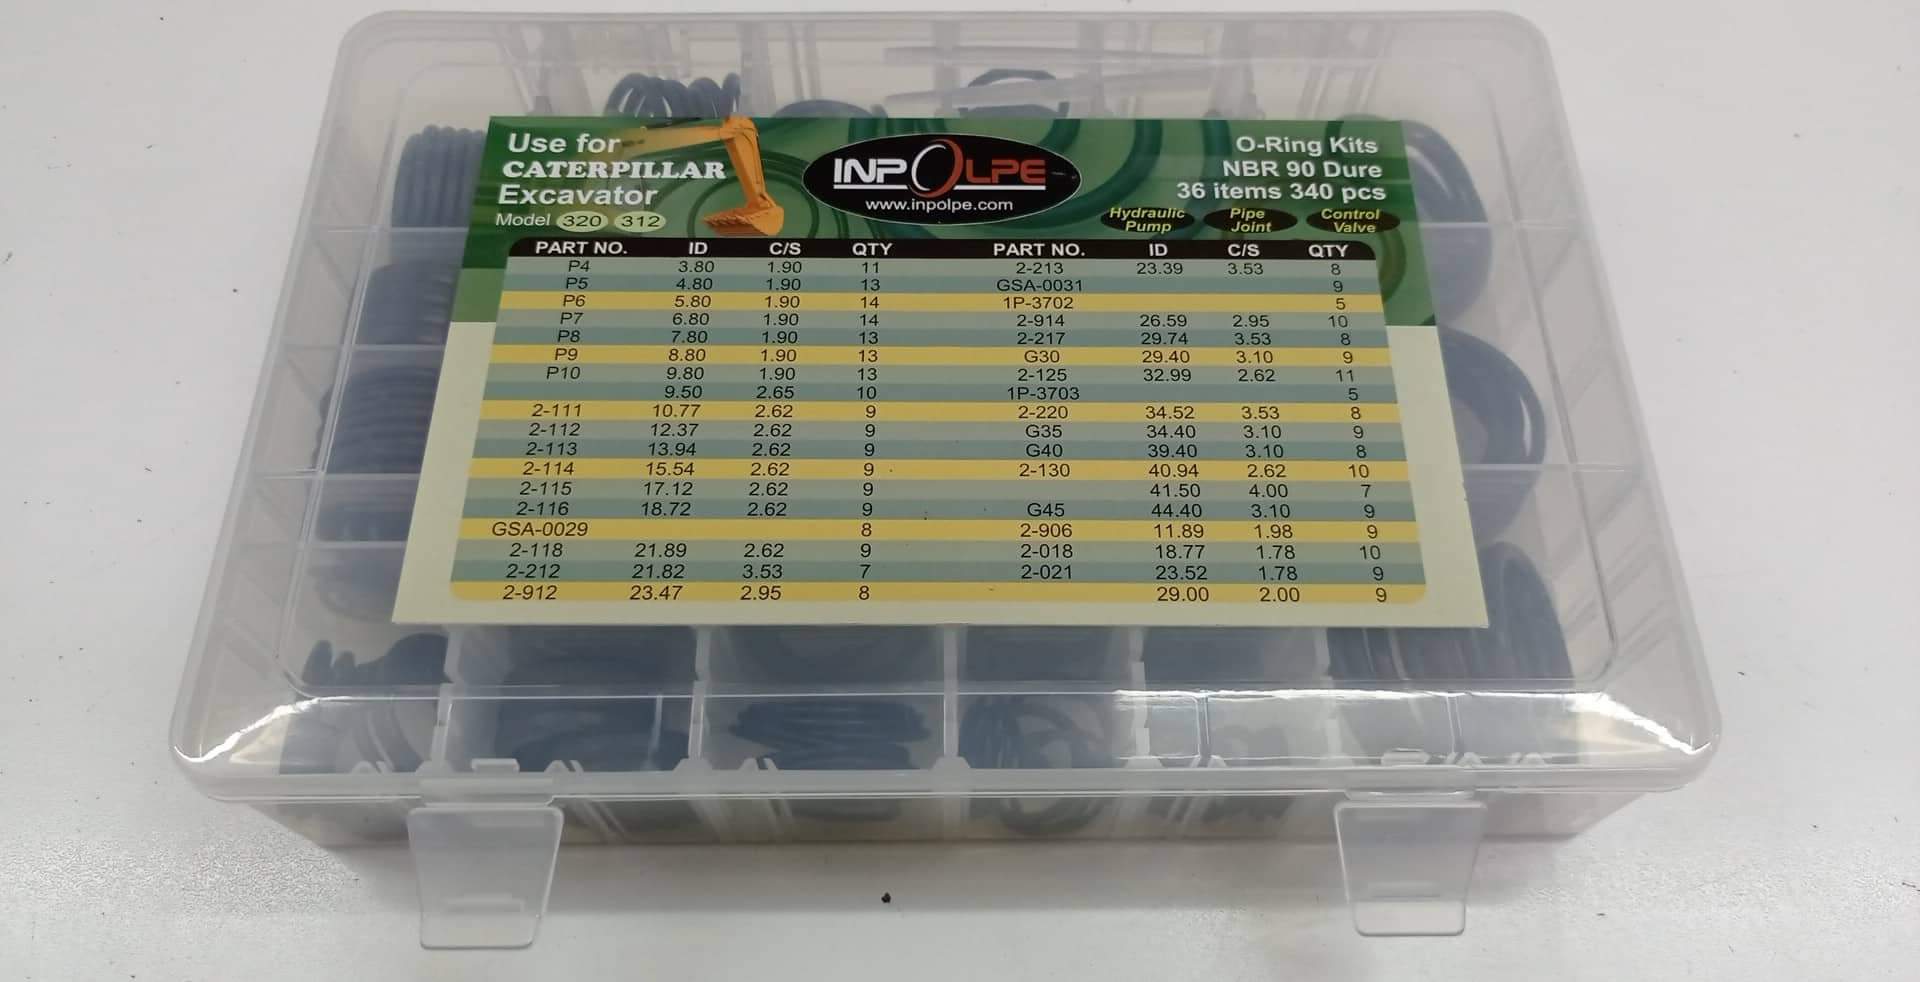 Use for
CATERPILLAR
Excavator
Model 320 312
INPOLPE
www.inpolpe.com
O-Ring Kits
NBR 90 Dure
36 items 340 pcs
Hydraulic Pump
Pipe Joint
Control Valve
PART NO. ID C/S QTY PART NO. ID C/S QTY
P4 3.80 1.90 11 2-213 23.39 3.53 8
P5 4.80 1.90 13 GSA-0031 9
P6 5.80 1.90 14 1P-3702 5
P7 6.80 1.90 14 2-914 26.59 2.95 10
P8 7.80 1.90 13 2-217 29.74 3.53 8
P9 8.80 1.90 13 G30 29.40 3.10 9
P10 9.80 1.90 13 2-125 32.99 2.62 11
9.50 2.65 10 1P-3703 5
2-111 10.77 2.62 9 2-220 34.52 3.53 8
2-112 12.37 2.62 9 G35 34.40 3.10 9
2-113 13.94 2.62 9 G40 39.40 3.10 8
2-114 15.54 2.62 9 2-130 40.94 2.62 10
2-115 17.12 2.62 9 41.50 4.00 7
2-116 18.72 2.62 9 G45 44.40 3.10 9
GSA-0029 8 2-906 11.89 1.98 9
2-118 21.89 2.62 9 2-018 18.77 1.78 10
2-212 21.82 3.53 7 2-021 23.52 1.78 9
2-912 23.47 2.95 8 29.00 2.00 9